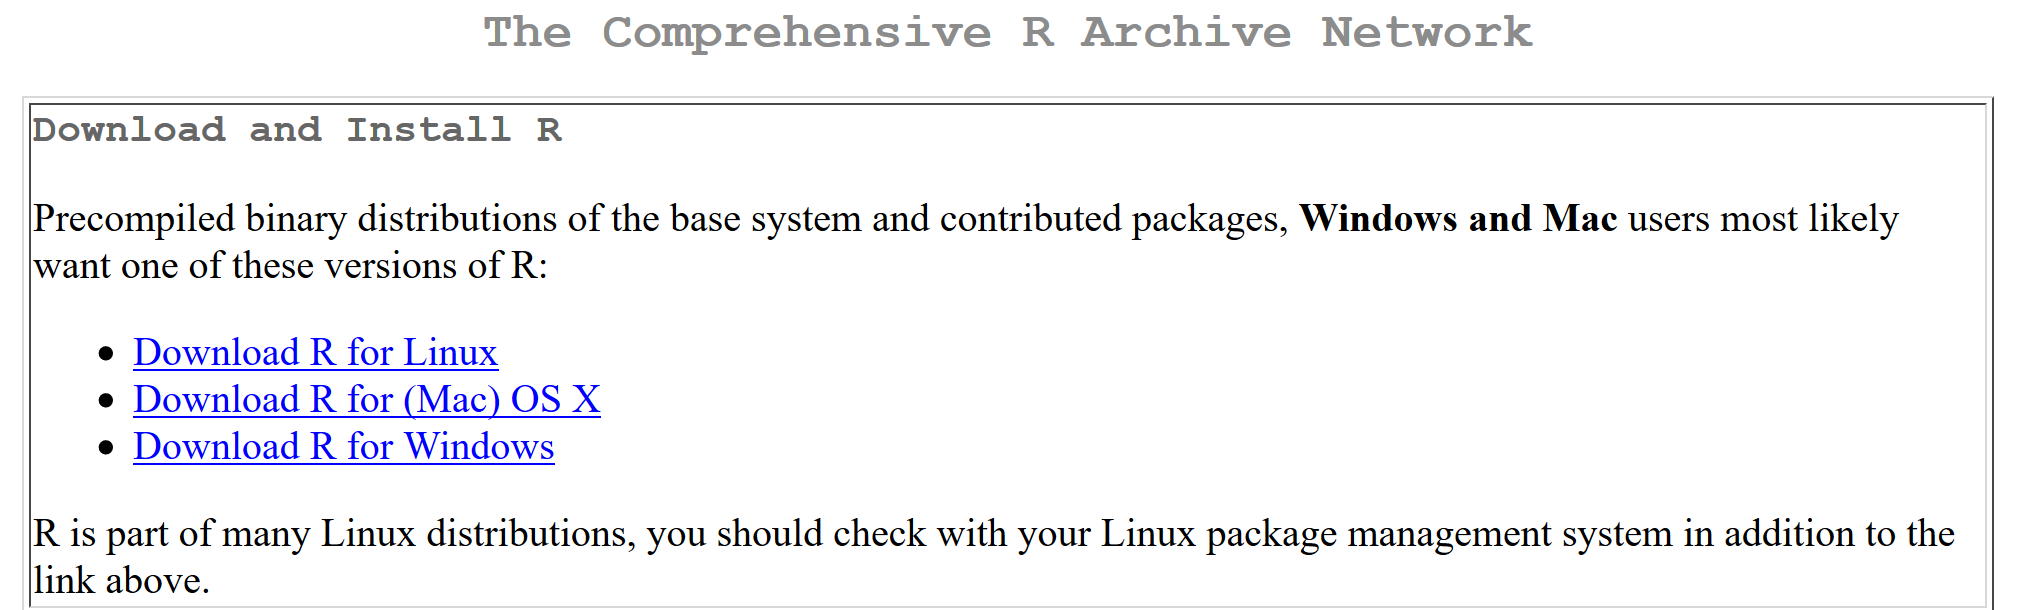 The Comprehensive R Archive Network
Download and Install R
Precompiled binary distributions of the base system and contributed packages, Windows and Mac users most likely
want one of these versions of R:
Download R for Linux
Download R for (Mac) OS X
Download R for Windows
R is part of many Linux distributions, you should check with your Linux package management system in addition to the
link above.